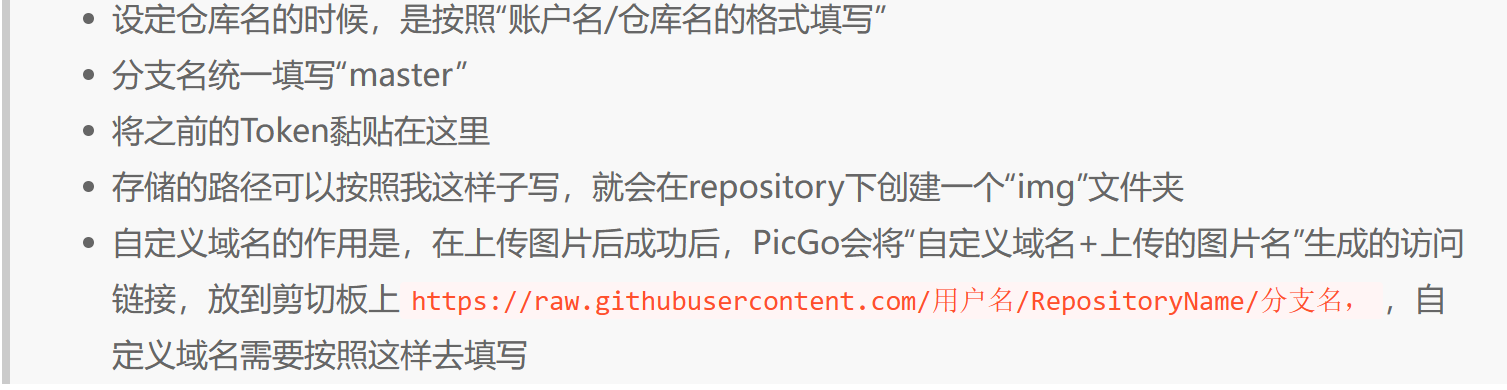 设定仓库名的时候，是按照“账户名/仓库名的格式填写”
分支名统一填写“master”
将之前的Token黏贴在这里
存储的路径可以按照我这样子写，就会在repository下创建一个“img”文件夹
自定义域名的作用是，在上传图片后成功后，PicGo会将“自定义域名+上传的图片名”生成的访问
链接，放到剪切板上 https://raw.githubusercontent.com/用户名/RepositoryName/分支名， ，自
定义域名需要按照这样去填写